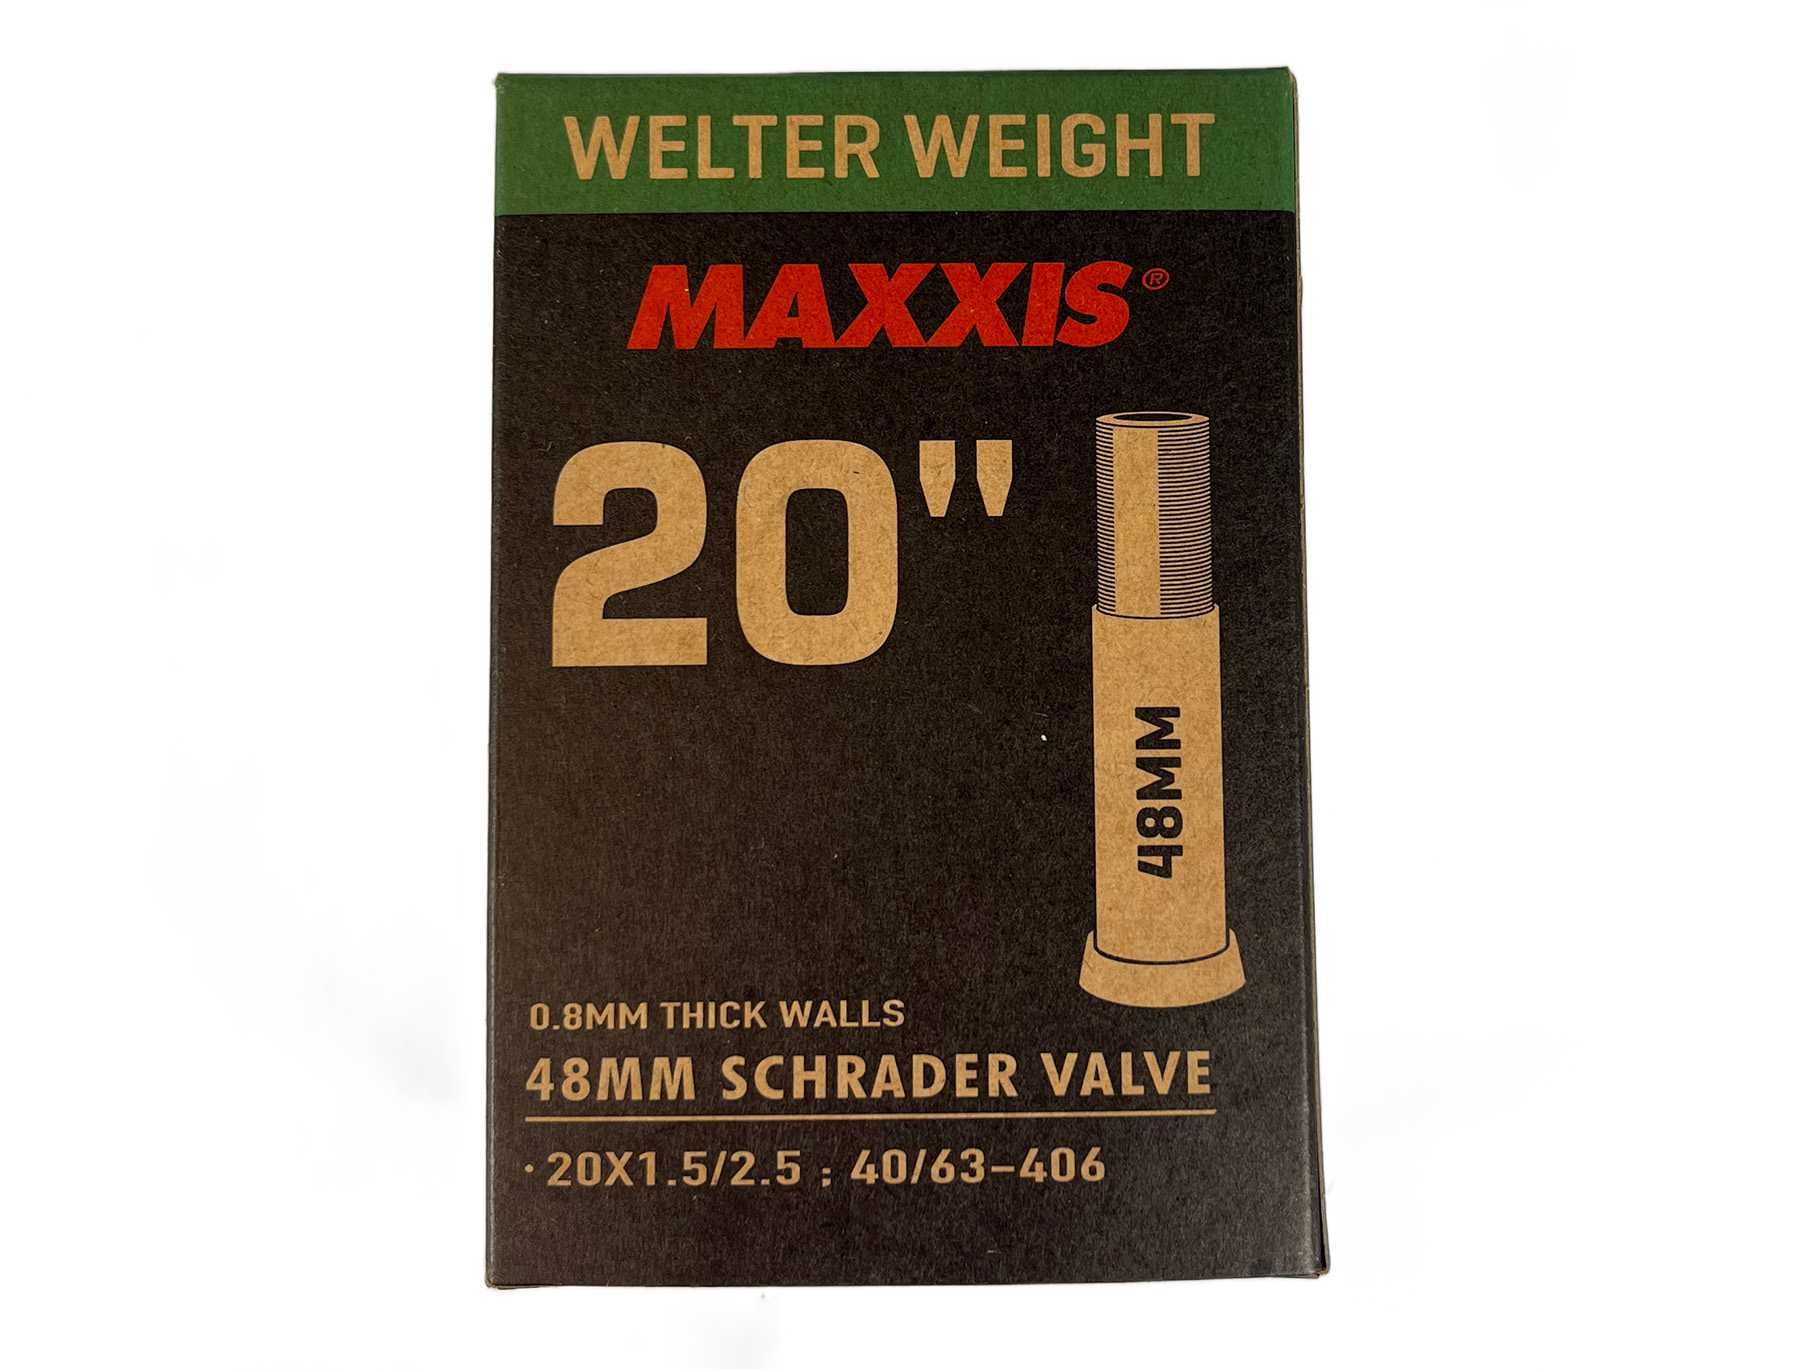 WELTER WEIGHT
MAXXIS®
20"
48MM
0.8MM THICK WALLS
48MM SCHRADER VALVE
· 20X1.5/2.5 ; 40/63-406